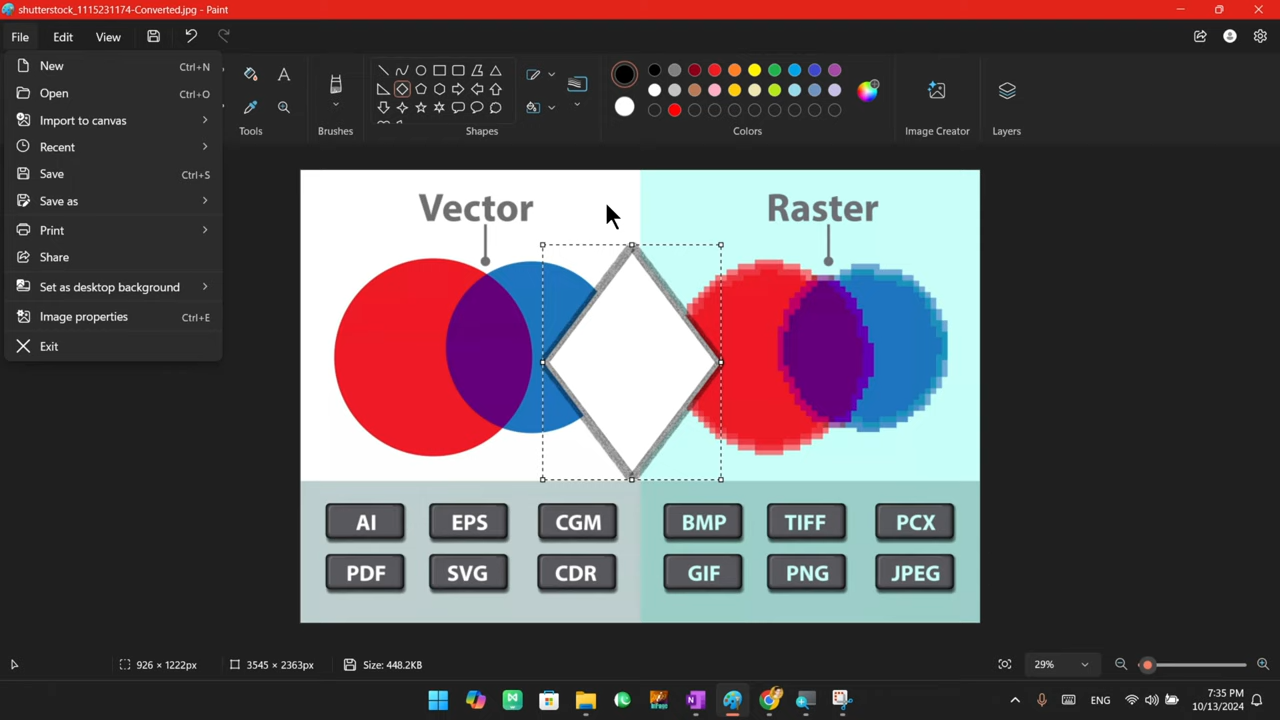 shutterstock_1115231174-Converted.jpg - Paint
File Edit View
New Ctrl+N
Open Ctrl+O
Import to canvas
Recent
Save Ctrl+S
Save as
Print
Share
Set as desktop background
Image properties Ctrl+E
Exit
Tools
Brushes
Shapes
Colors
Image Creator
Layers
Vector
Raster
AI EPS CGM
PDF SVG CDR
BMP TIFF PCX
GIF PNG JPEG
926 × 1222px
3545 × 2363px
Size: 448.2KB
29%
ENG
7:35 PM
10/13/2024